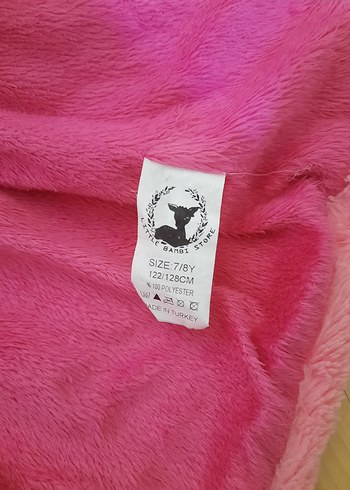 LITTLE BAMBI STORE
SIZE:7/8Y
122/128CM
% 100 POLYESTER
MADE IN TURKEY